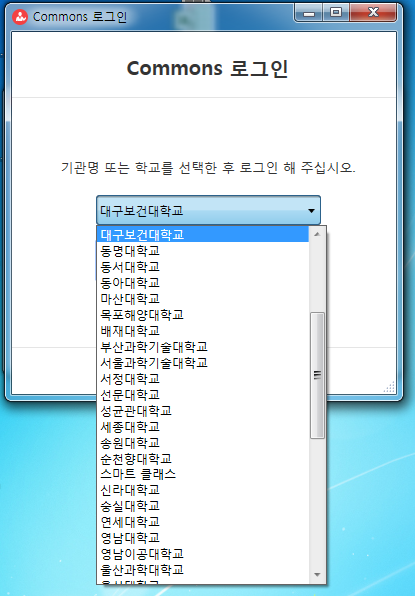 Commons 로그인
Commons 로그인
기관명 또는 학교를 선택한 후 로그인 해 주십시오.
대구보건대학교
대구보건대학교
동명대학교
동서대학교
동아대학교
마산대학교
목포해양대학교
배재대학교
부산과학기술대학교
서울과학기술대학교
서정대학교
선문대학교
성균관대학교
세종대학교
송원대학교
순천향대학교
스마트 클래스
신라대학교
숭실대학교
연세대학교
영남대학교
영남이공대학교
울산과학대학교